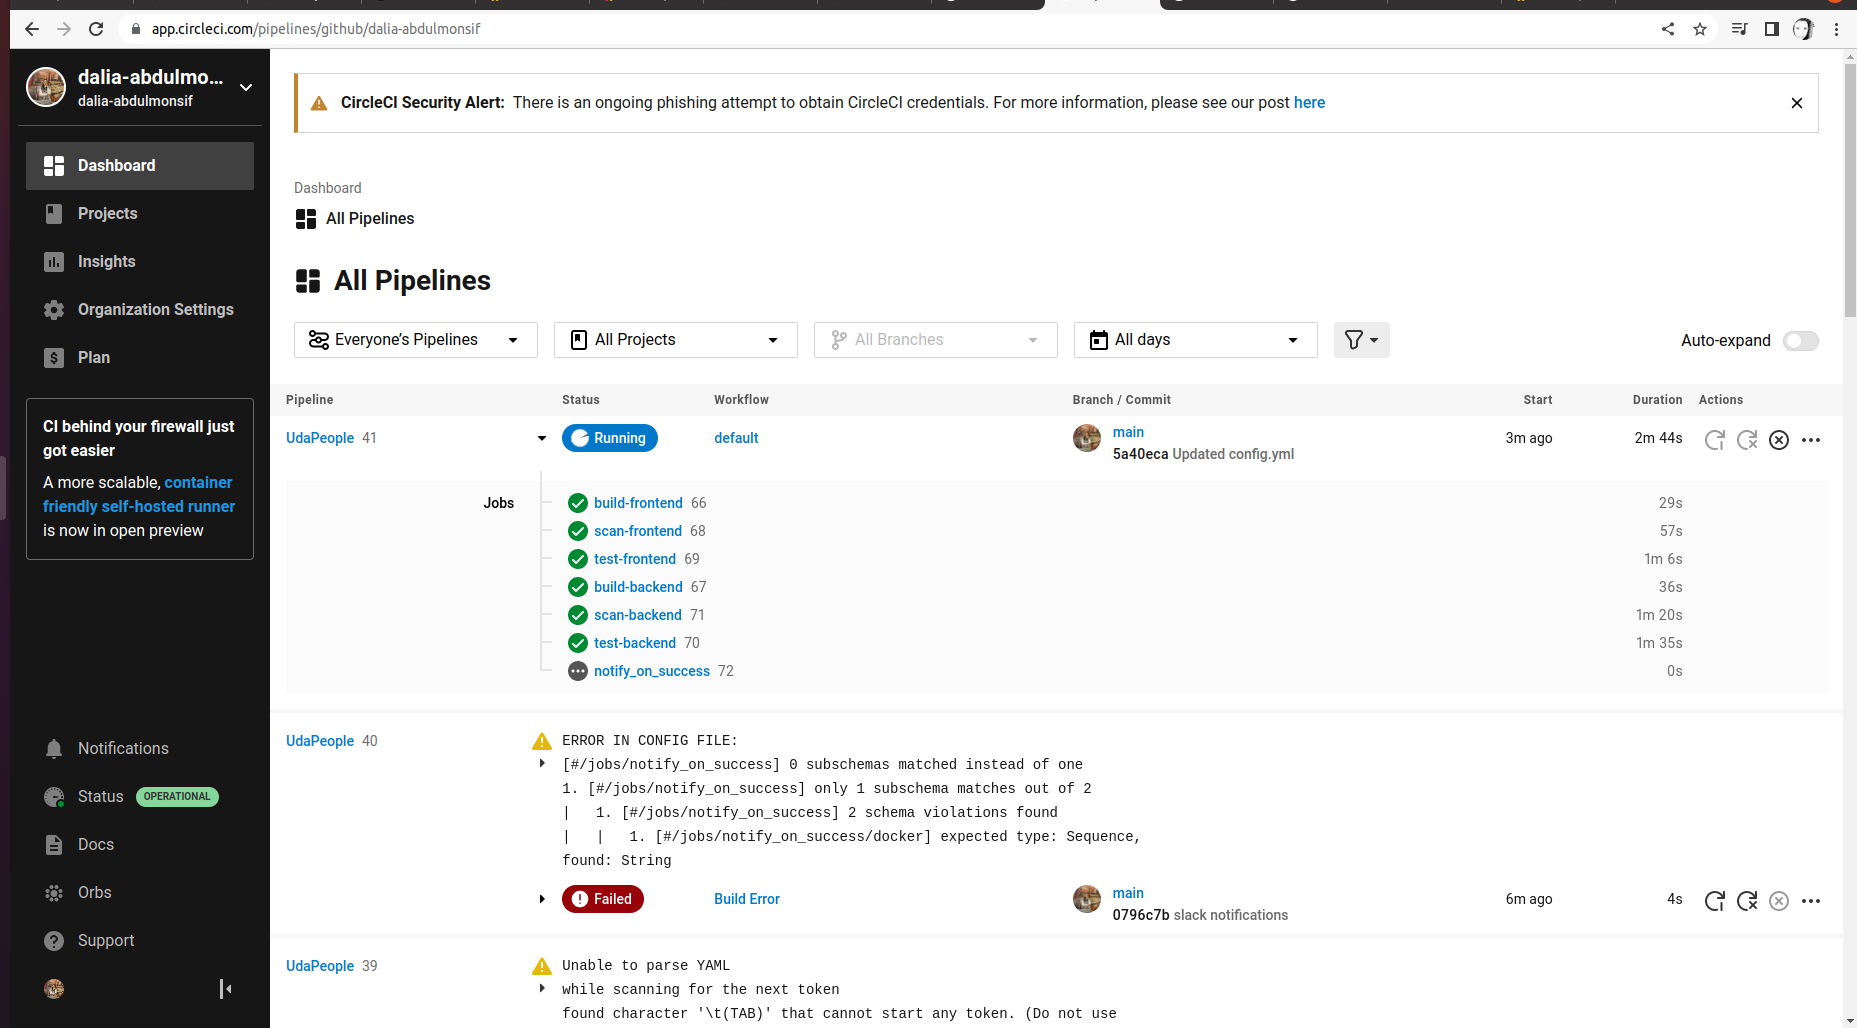 app.circleci.com/pipelines/github/dalia-abdulmonsif
dalia-abdulmo...
dalia-abdulmonsif
Dashboard
Projects
Insights
Organization Settings
Plan
CI behind your firewall just
got easier
A more scalable, container
friendly self-hosted runner
is now in open preview
Notifications
Status OPERATIONAL
Docs
Orbs
Support
CircleCI Security Alert: There is an ongoing phishing attempt to obtain CircleCI credentials. For more information, please see our post here
Dashboard
All Pipelines
All Pipelines
Everyone's Pipelines All Projects All Branches All days Auto-expand
Pipeline Status Workflow Branch / Commit Start Duration Actions
UdaPeople 41 Running default main 3m ago 2m 44s
5a40eca Updated config.yml
Jobs build-frontend 66 29s
scan-frontend 68 57s
test-frontend 69 1m 6s
build-backend 67 36s
scan-backend 71 1m 20s
test-backend 70 1m 35s
notify_on_success 72 0s
UdaPeople 40 ERROR IN CONFIG FILE:
[#/jobs/notify_on_success] 0 subschemas matched instead of one
1. [#/jobs/notify_on_success] only 1 subschema matches out of 2
| 1. [#/jobs/notify_on_success] 2 schema violations found
| | 1. [#/jobs/notify_on_success/docker] expected type: Sequence,
found: String
Failed Build Error main 6m ago 4s
0796c7b slack notifications
UdaPeople 39 Unable to parse YAML
while scanning for the next token
found character '\t(TAB)' that cannot start any token. (Do not use